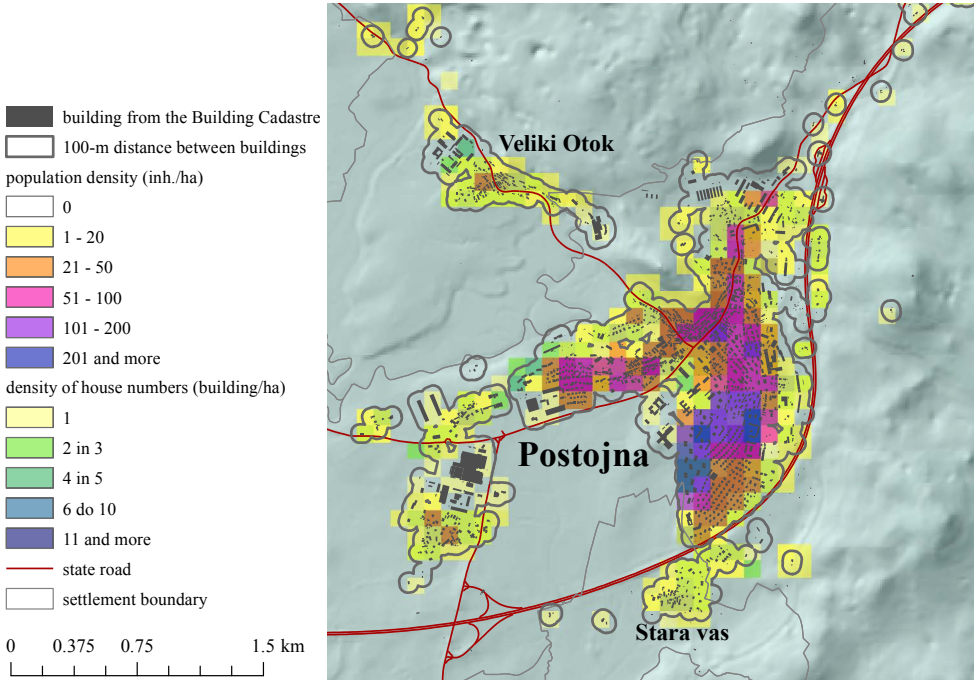 building from the Building Cadastre
100-m distance between buildings
population density (inh./ha)
0
1 - 20
21 - 50
51 - 100
101 - 200
201 and more
density of house numbers (building/ha)
1
2 in 3
4 in 5
6 do 10
11 and more
state road
settlement boundary
0 0.375 0.75 1.5 km
Veliki Otok
Postojna
Stara vas